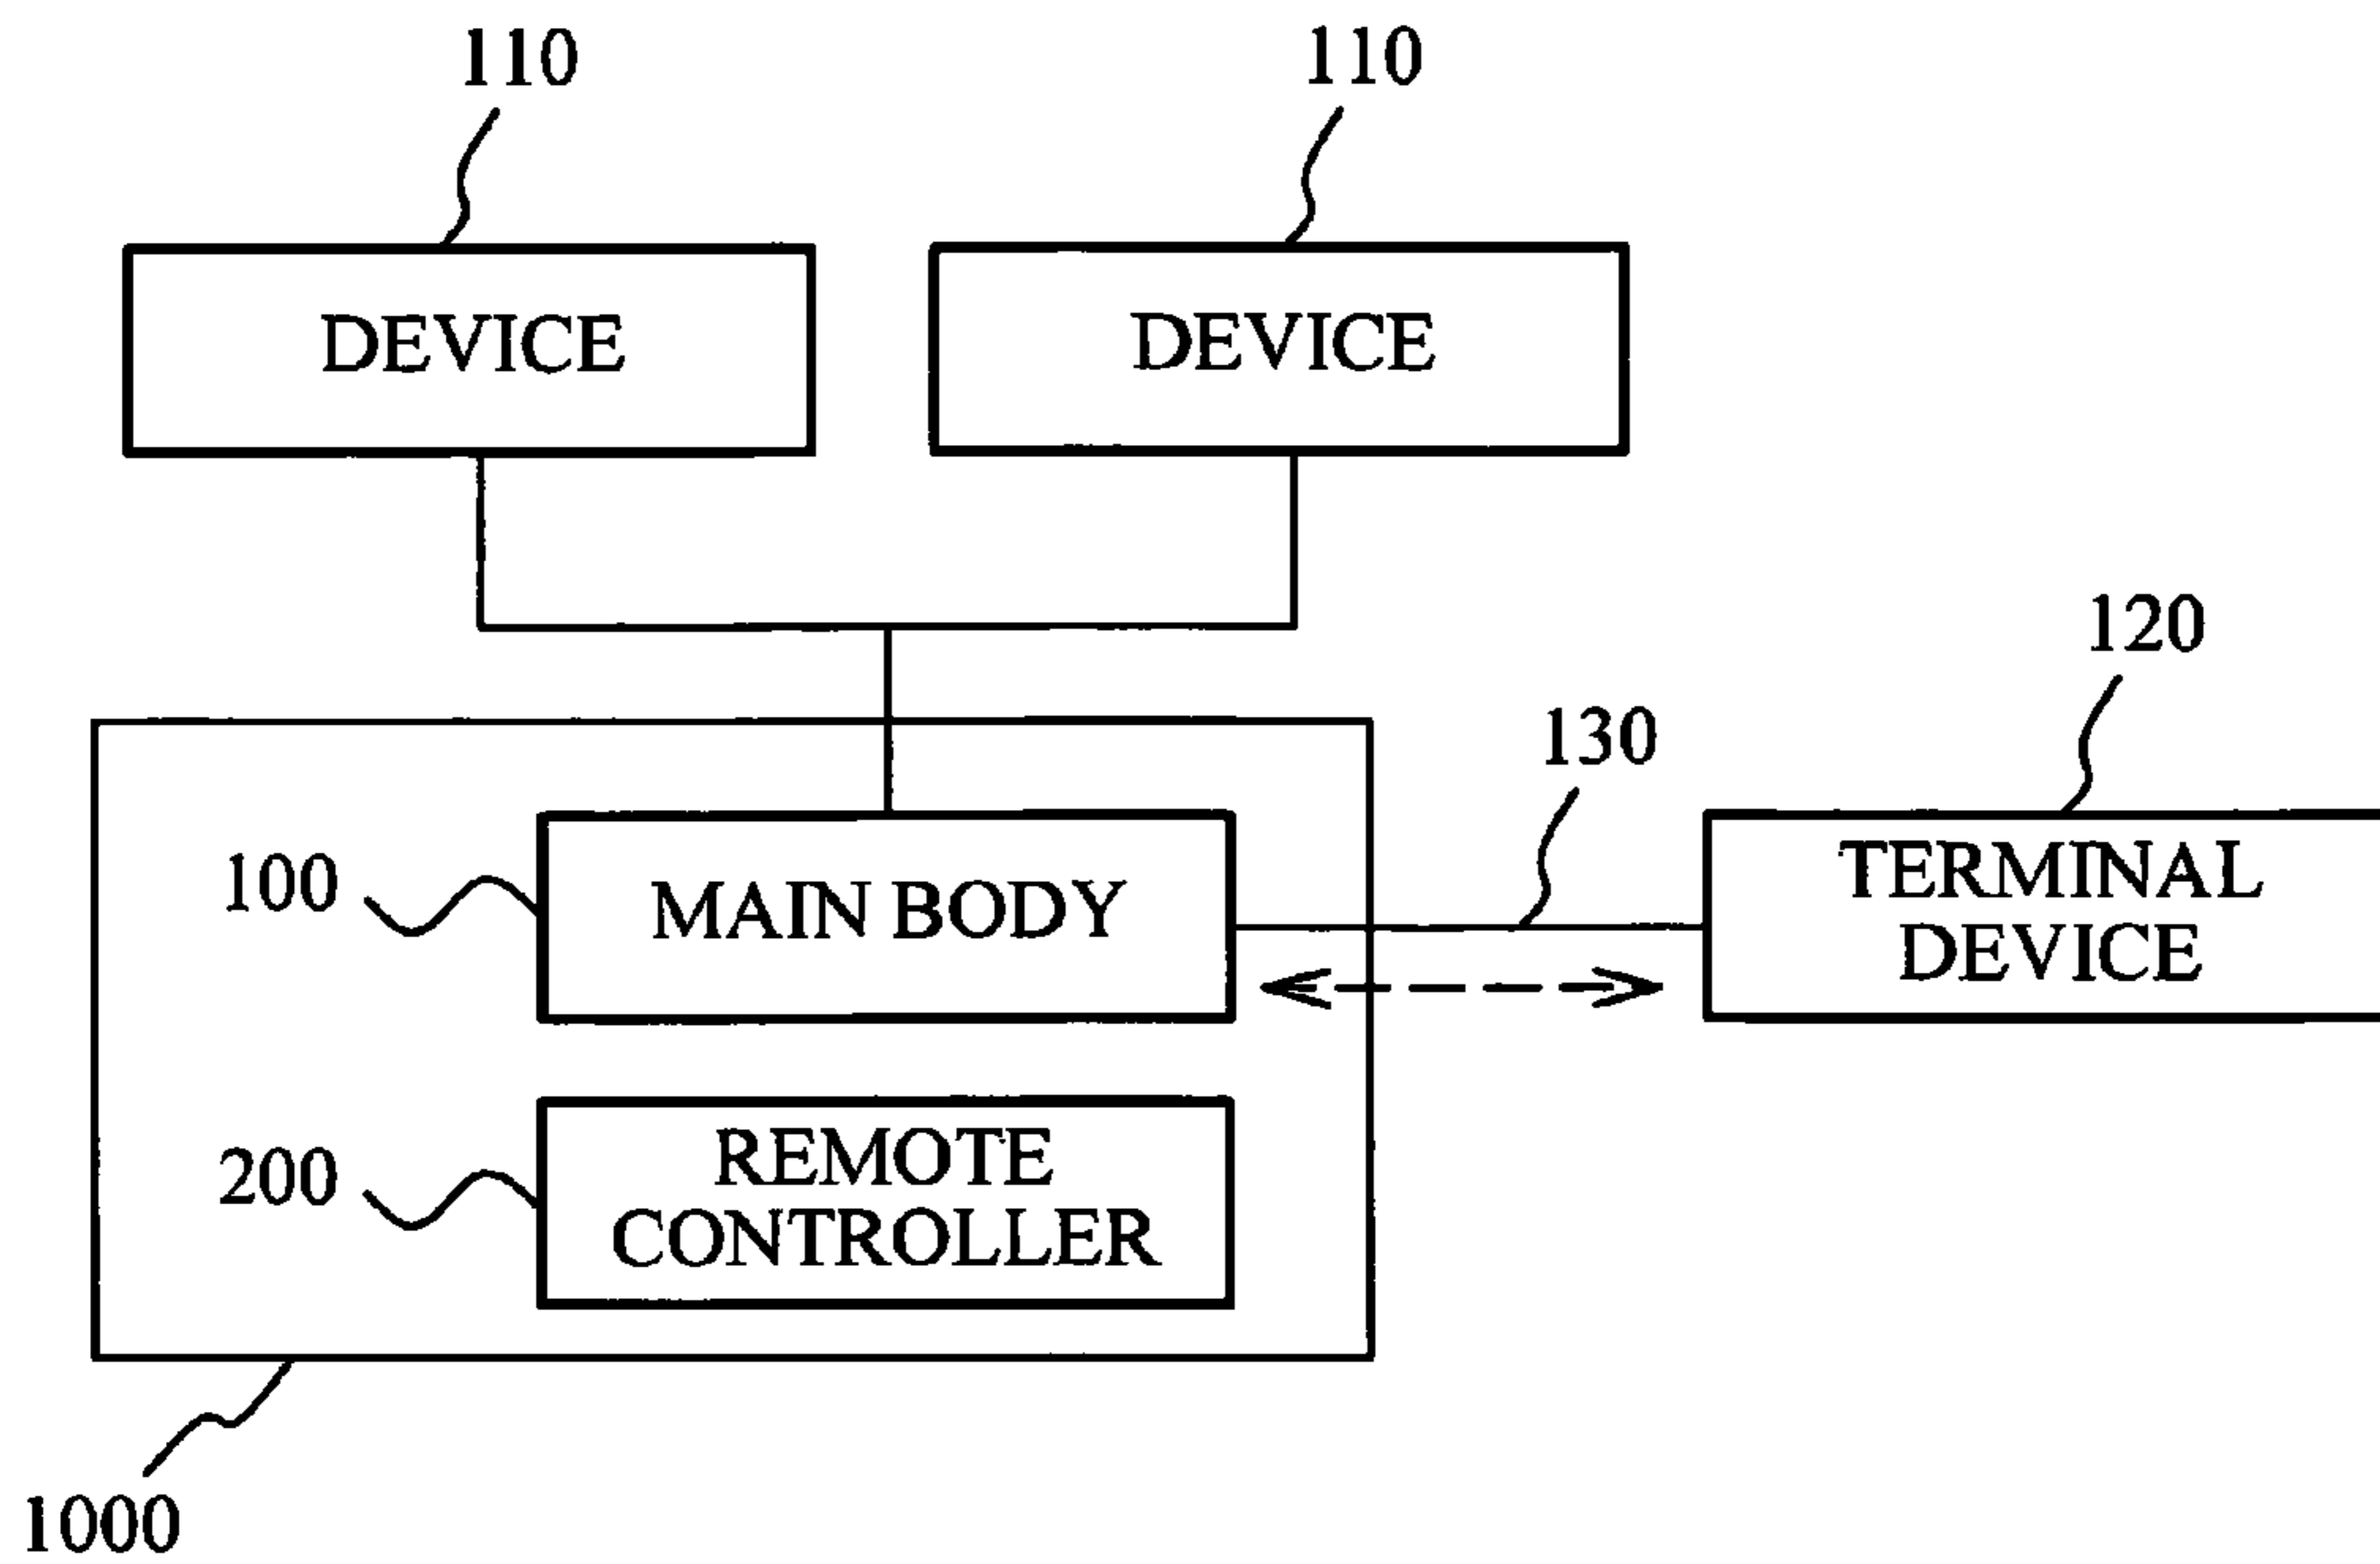 110
110
DEVICE
DEVICE
120
130
100
MAIN BODY
TERMINAL
DEVICE
200
REMOTE
CONTROLLER
1000